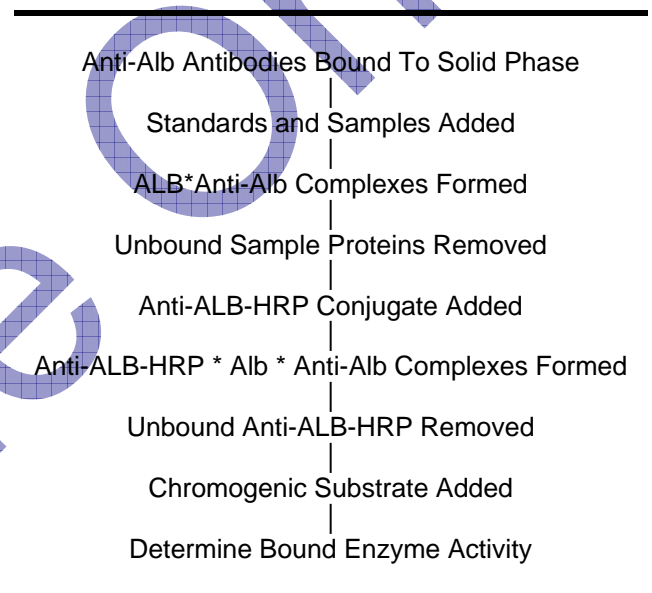 Anti-Alb Antibodies Bound To Solid Phase
Standards and Samples Added
ALB*Anti-Alb Complexes Formed
Unbound Sample Proteins Removed
Anti-ALB-HRP Conjugate Added
Anti-ALB-HRP * Alb * Anti-Alb Complexes Formed
Unbound Anti-ALB-HRP Removed
Chromogenic Substrate Added
Determine Bound Enzyme Activity